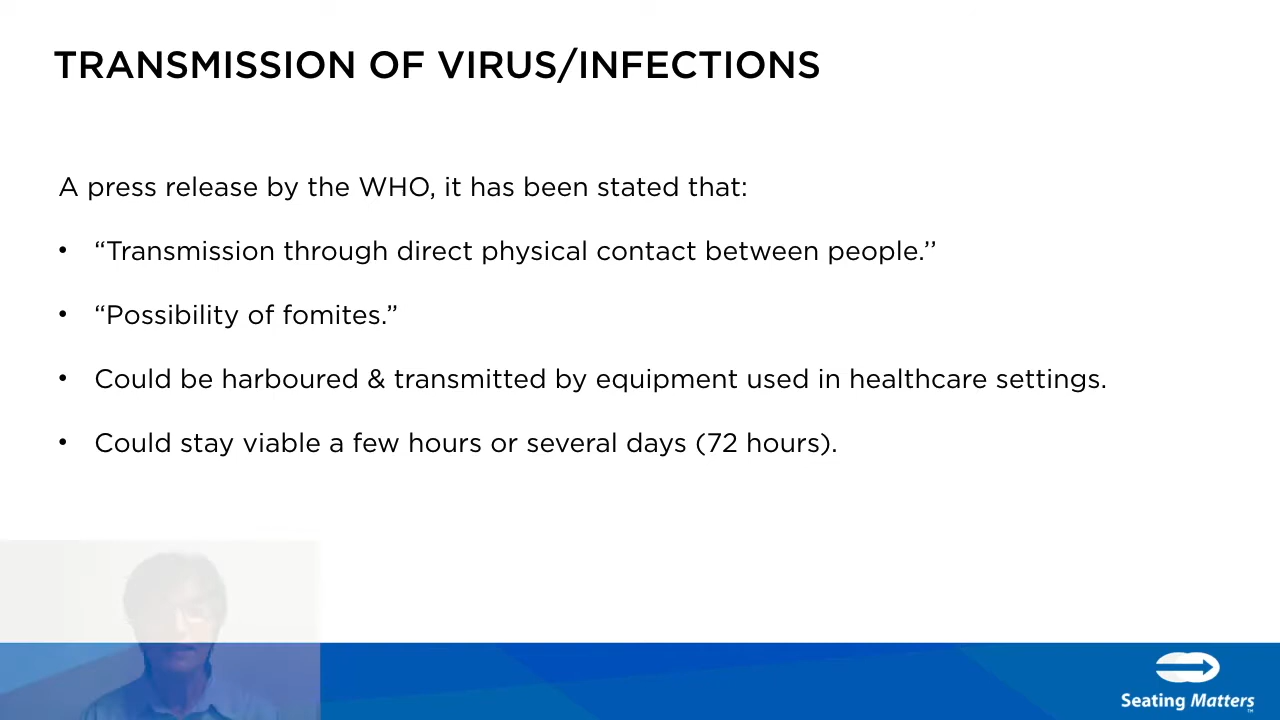 TRANSMISSION OF VIRUS/INFECTIONS
A press release by the WHO, it has been stated that:
• “Transmission through direct physical contact between people.’’
• “Possibility of fomites.”
• Could be harboured & transmitted by equipment used in healthcare settings.
• Could stay viable a few hours or several days (72 hours).
Seating Matters™